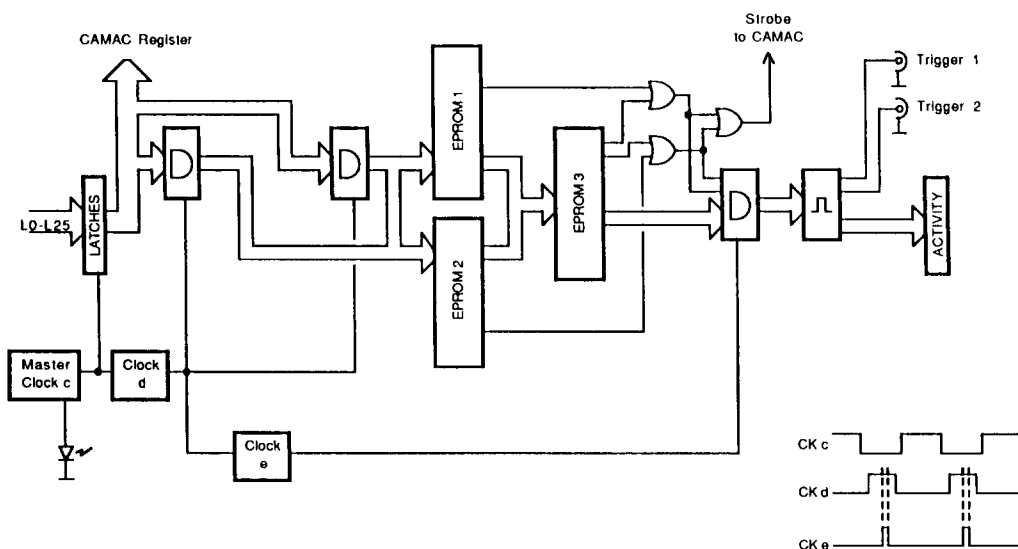 Strobe
to CAMAC
CAMAC Register
Trigger 1
Trigger 2
EPROM 1
EPROM 3
L0-L25
LATCHES
ACTIVITY
EPROM 2
Master
Clock c
Clock
d
Clock
e
CK c
CK d
CK e